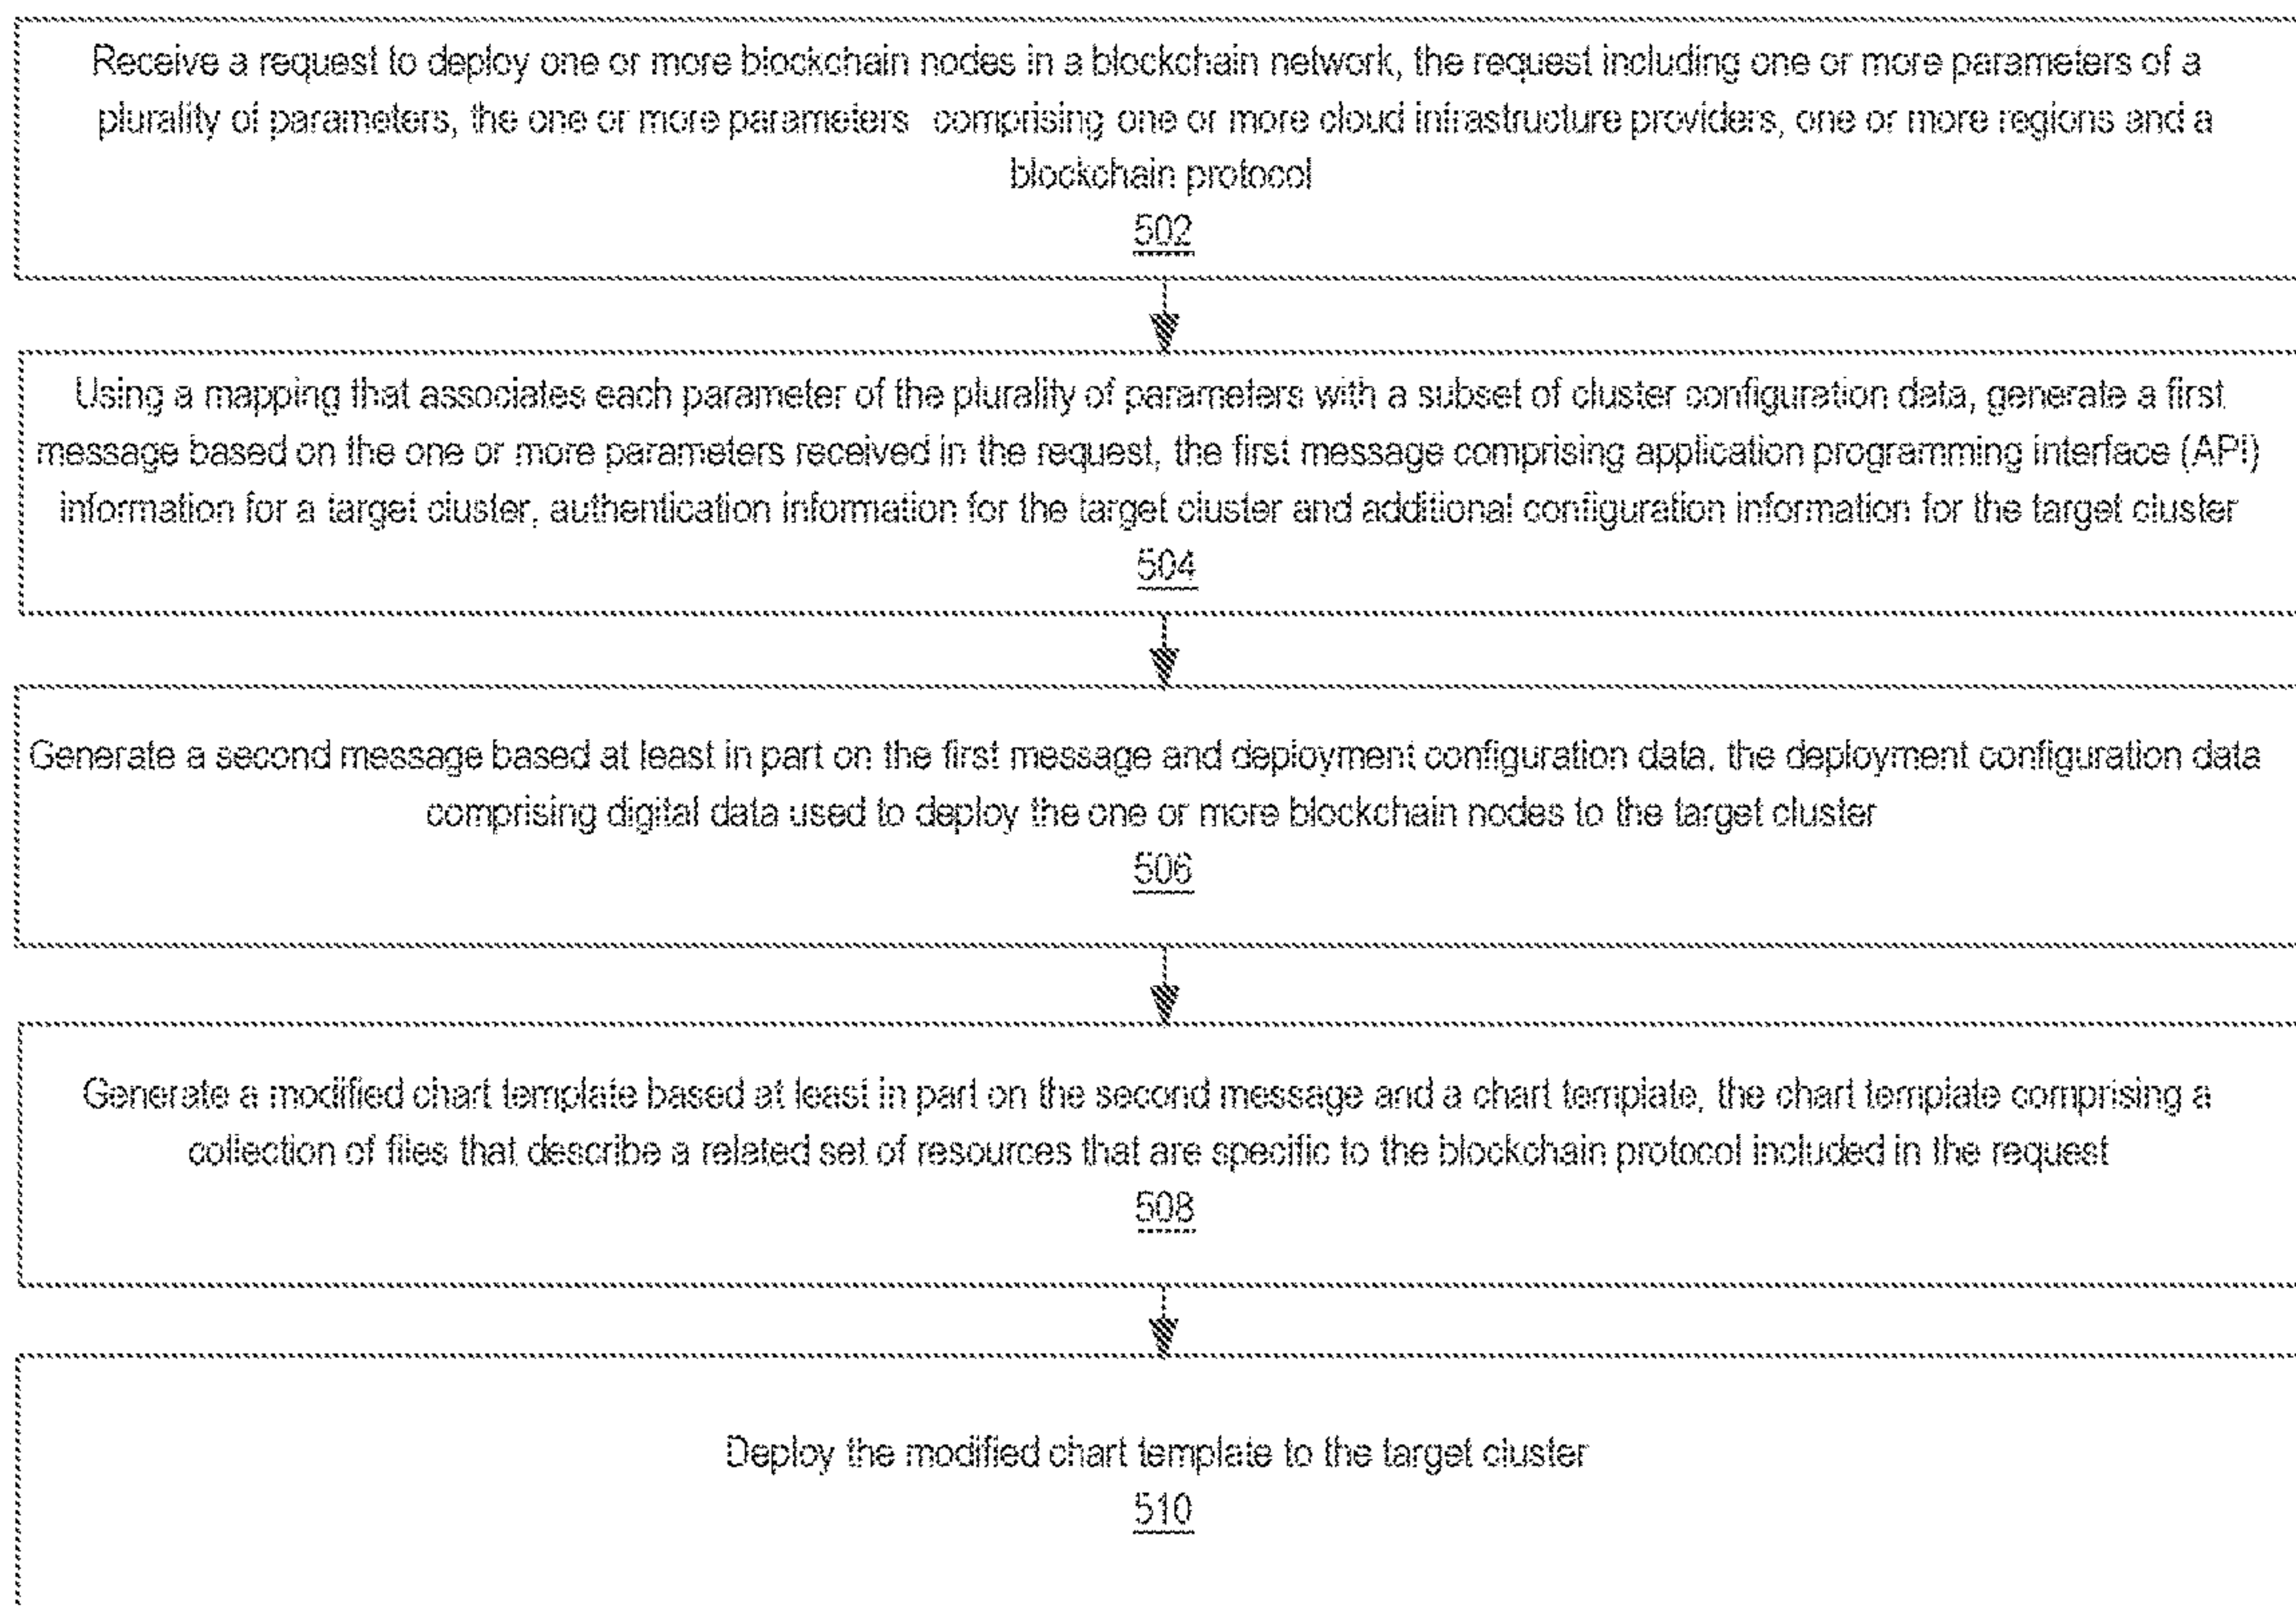 Receive a request to deploy one or more blockchain nodes in a blockchain network, the request including one or more parameters of a
plurality of parameters, the one or more parameters comprising one or more cloud infrastructure providers, one or more regions and a
blockchain protocol
502
Using a mapping that associates each parameter of the plurality of parameters with a subset of cluster configuration data, generate a first
message based on the one or more parameters received in the request, the first message comprising application programming interface (API)
information for a target cluster, authentication information for the target cluster and additional configuration information for the target cluster
504
Generate a second message based at least in part on the first message and deployment configuration data, the deployment configuration data
comprising digital data used to deploy the one or more blockchain nodes to the target cluster
506
Generate a modified chart template based at least in part on the second message and a chart template, the chart template comprising a
collection of files that describe a related set of resources that are specific to the blockchain protocol included in the request
508
Deploy the modified chart template to the target cluster
510